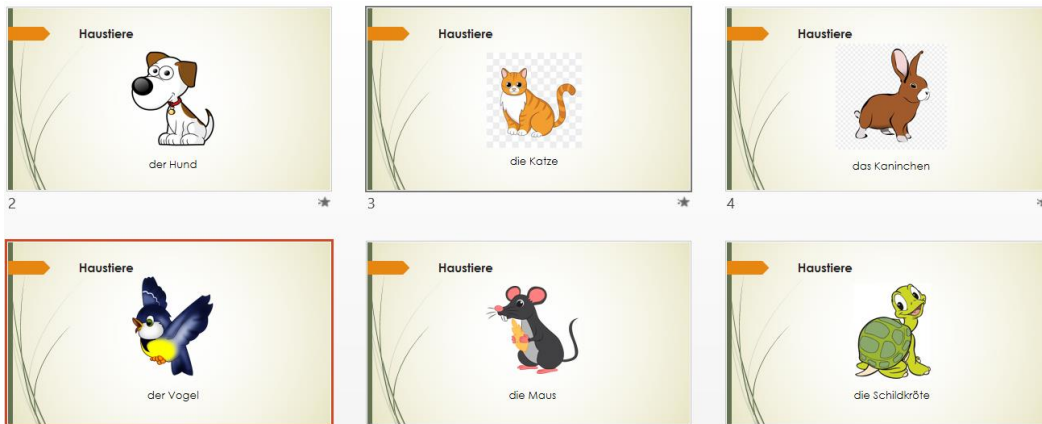 Haustiere
der Hund
2
Haustiere
die Katze
3
Haustiere
das Kaninchen
4
Haustiere
der Vogel
Haustiere
die Maus
Haustiere
die Schildkröte